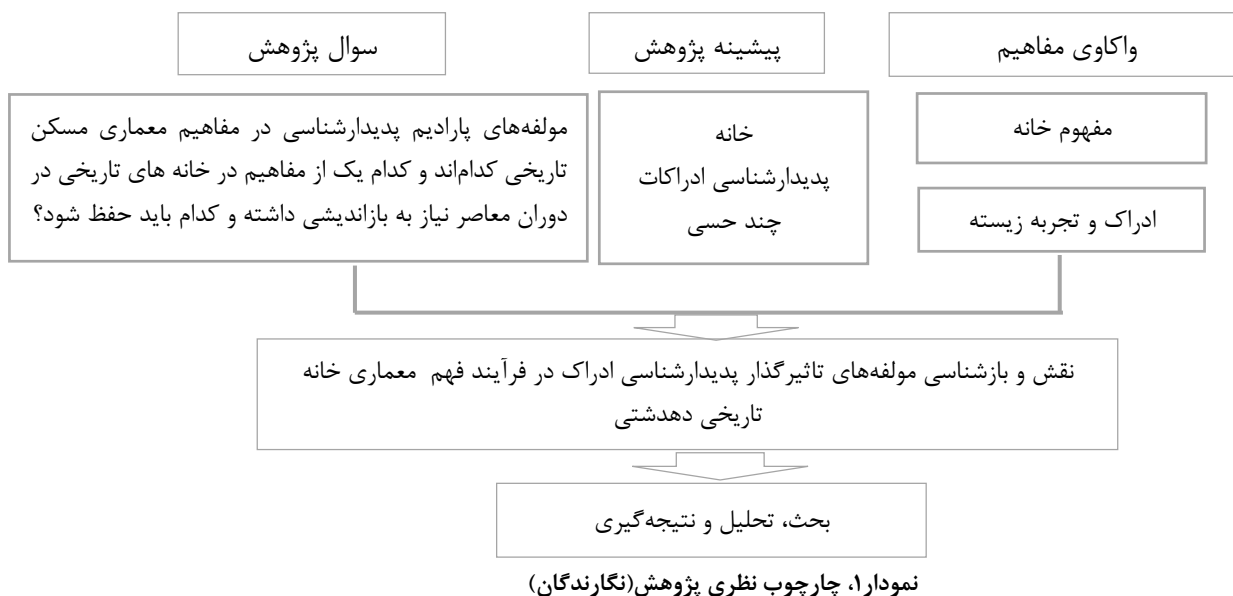 واکاوی مفاهیم
پیشینه پژوهش
سوال پژوهش
مفهوم خانه
ادراک و تجربه زیسته
خانه
پدیدارشناسی ادراکات
چند حسی
مولفه‌های پارادیم پدیدارشناسی در مفاهیم معماری مسکن
تاریخی کدام‌اند و کدام یک از مفاهیم در خانه های تاریخی در
دوران معاصر نیاز به بازاندیشی داشته و کدام باید حفظ شود؟
نقش و بازشناسی مولفه‌های تاثیرگذار پدیدارشناسی ادراک در فرآیند فهم معماری خانه
تاریخی دهدشتی
بحث، تحلیل و نتیجه‌گیری
نمودار۱، چارچوب نظری پژوهش(نگارندگان)